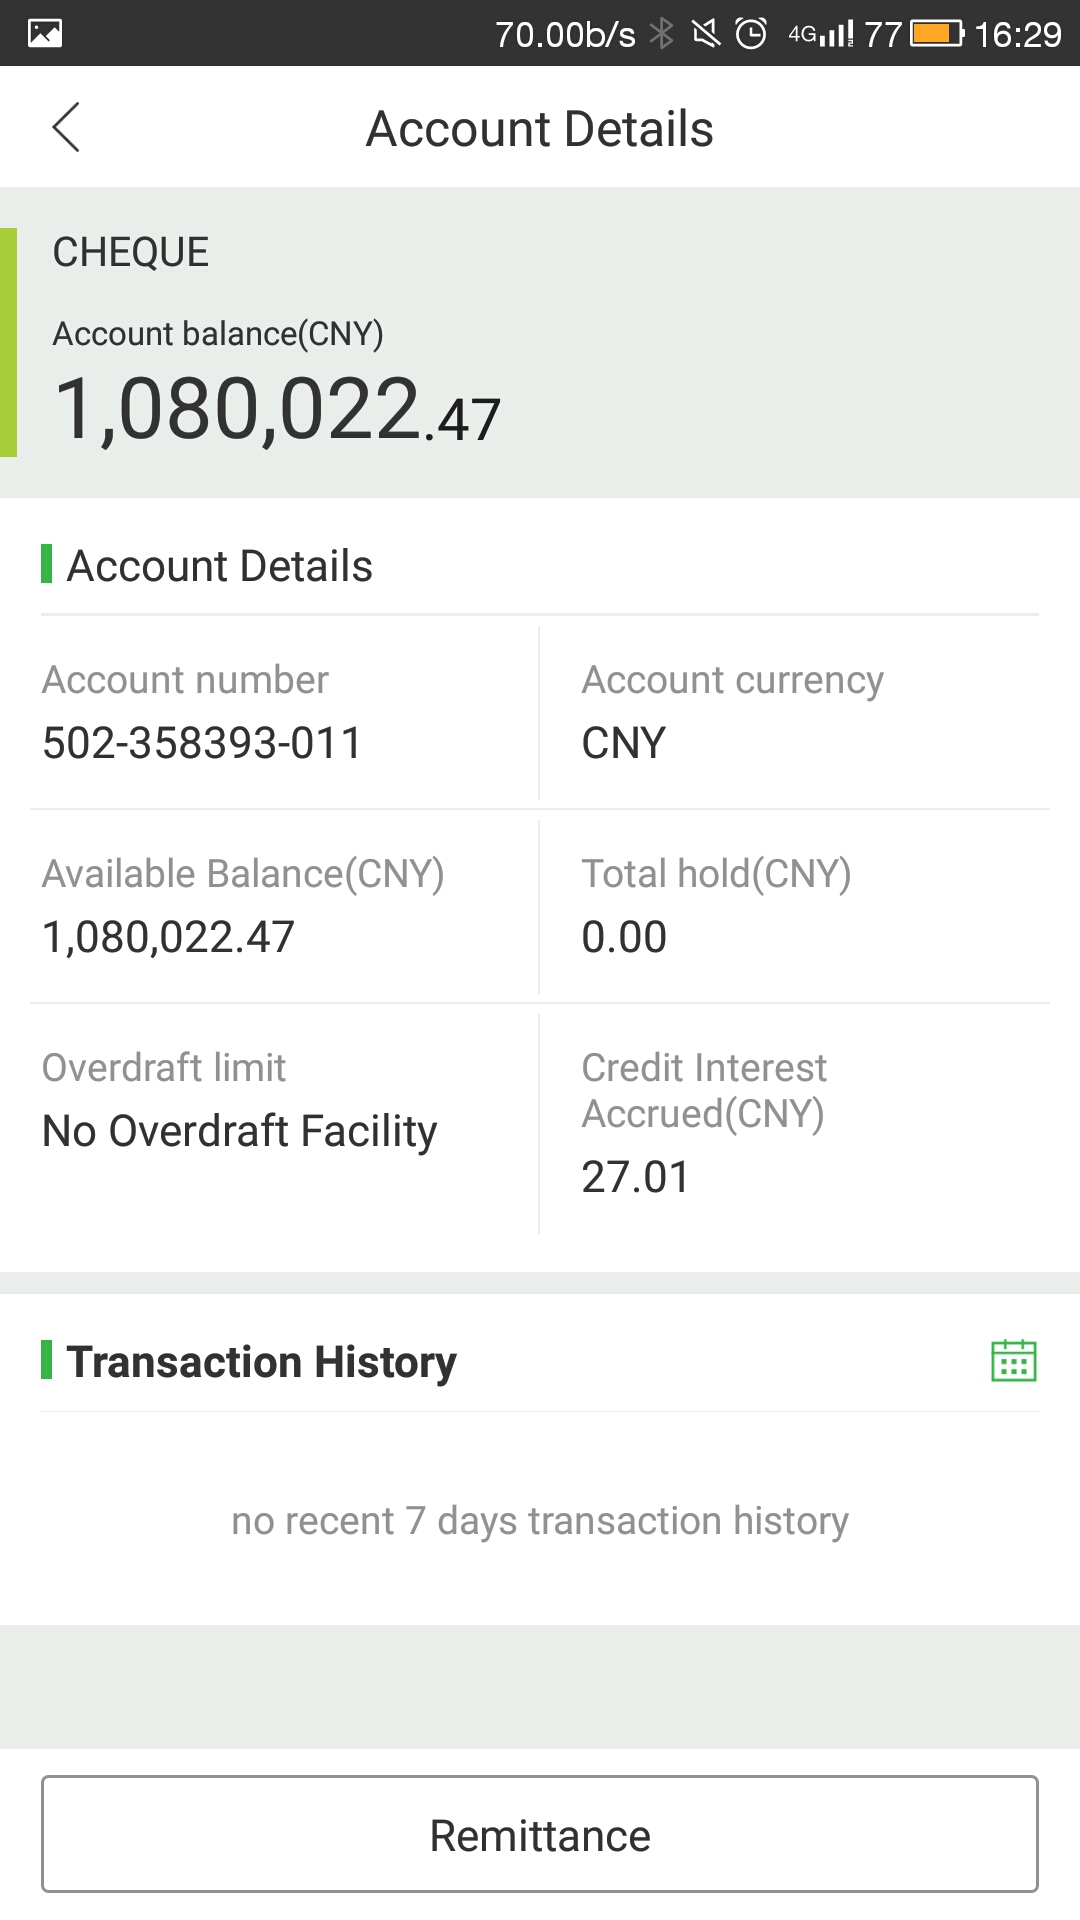 70.00b/s 4G 77 16:29
Account Details
CHEQUE
Account balance(CNY)
1,080,022.47
Account Details
Account number Account currency
502-358393-011 CNY
Available Balance(CNY) Total hold(CNY)
1,080,022.47 0.00
Overdraft limit Credit Interest
Accrued(CNY)
No Overdraft Facility
27.01
Transaction History
no recent 7 days transaction history
Remittance